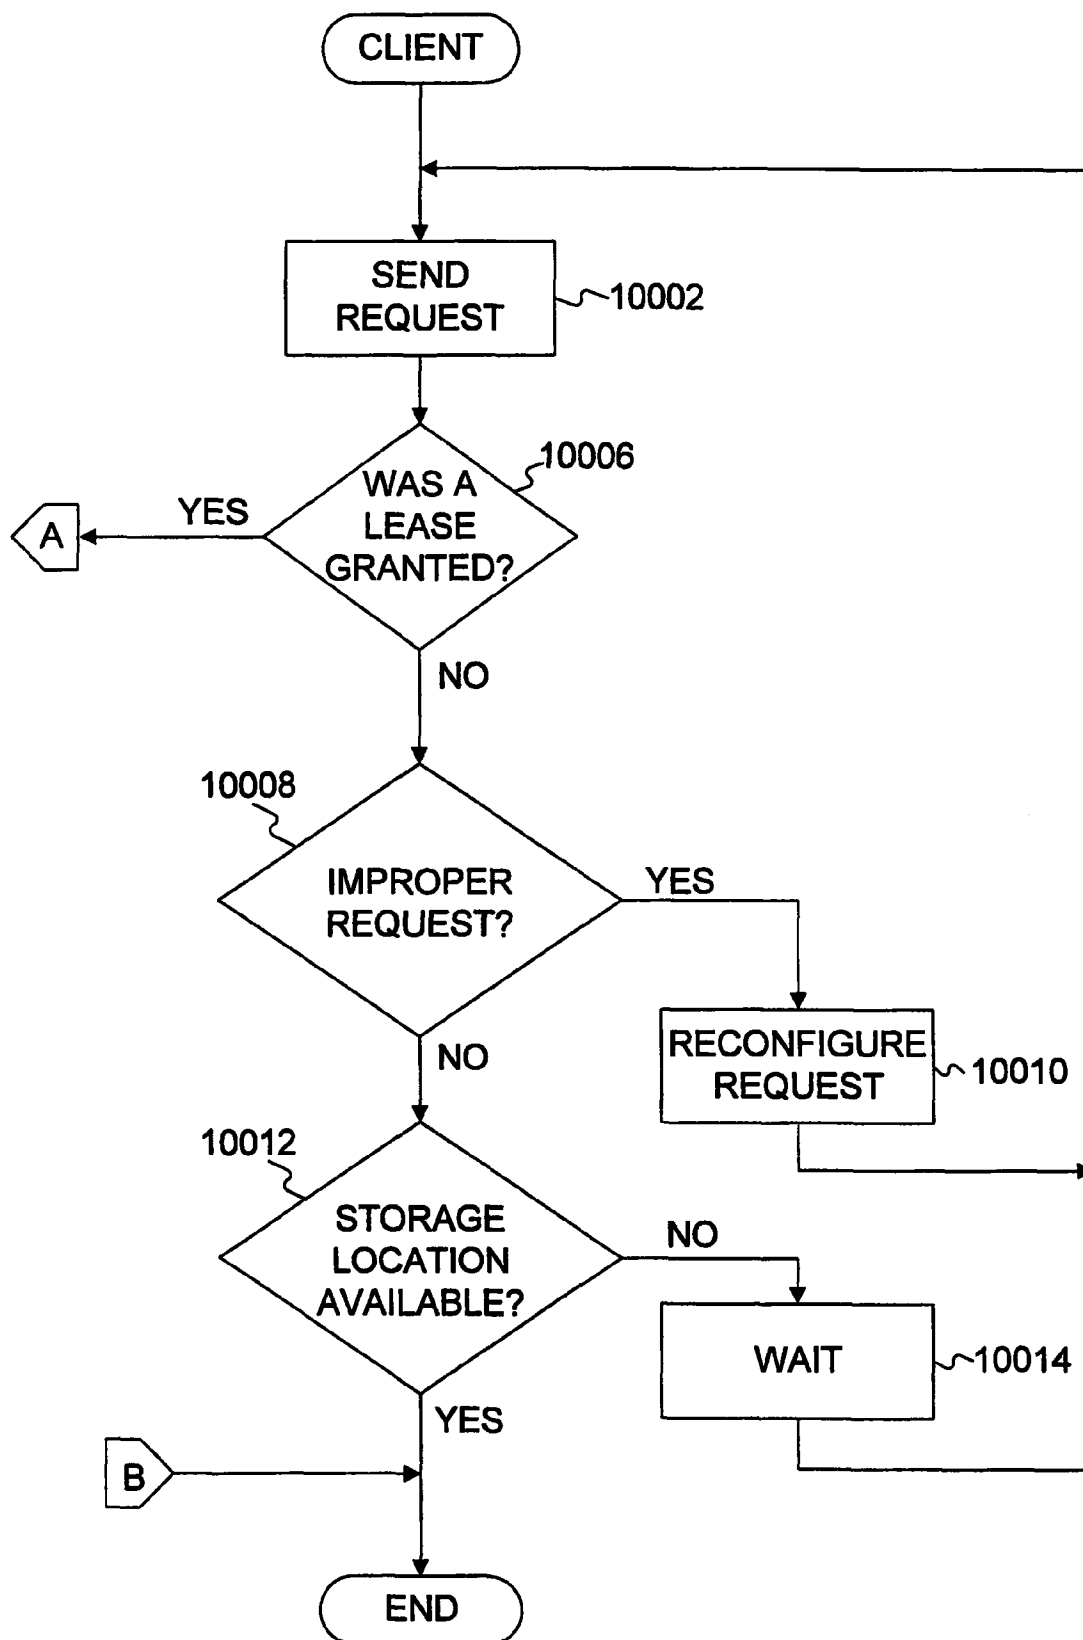 CLIENT
SEND
REQUEST
10002
10006
WAS A
LEASE
GRANTED?
YES
A
NO
10008
IMPROPER
REQUEST?
YES
RECONFIGURE
REQUEST
10010
NO
10012
STORAGE
LOCATION
AVAILABLE?
NO
WAIT
10014
YES
B
END